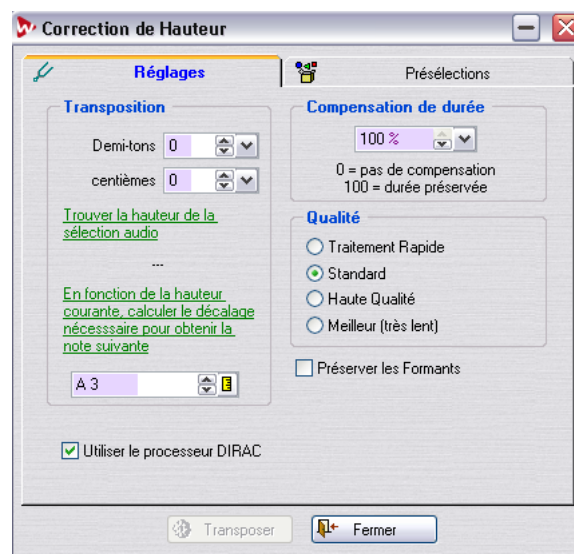 Correction de Hauteur
Réglages
Présélections
Transposition
Demi-tons 0
centièmes 0
Trouver la hauteur de la
sélection audio
---
En fonction de la hauteur
courante, calculer le décalage
nécesssaire pour obtenir la
note suivante
A 3
Utiliser le processeur DIRAC
Compensation de durée
100 %
0 = pas de compensation
100 = durée préservée
Qualité
Traitement Rapide
Standard
Haute Qualité
Meilleur (très lent)
Préserver les Formants
Transposer
Fermer